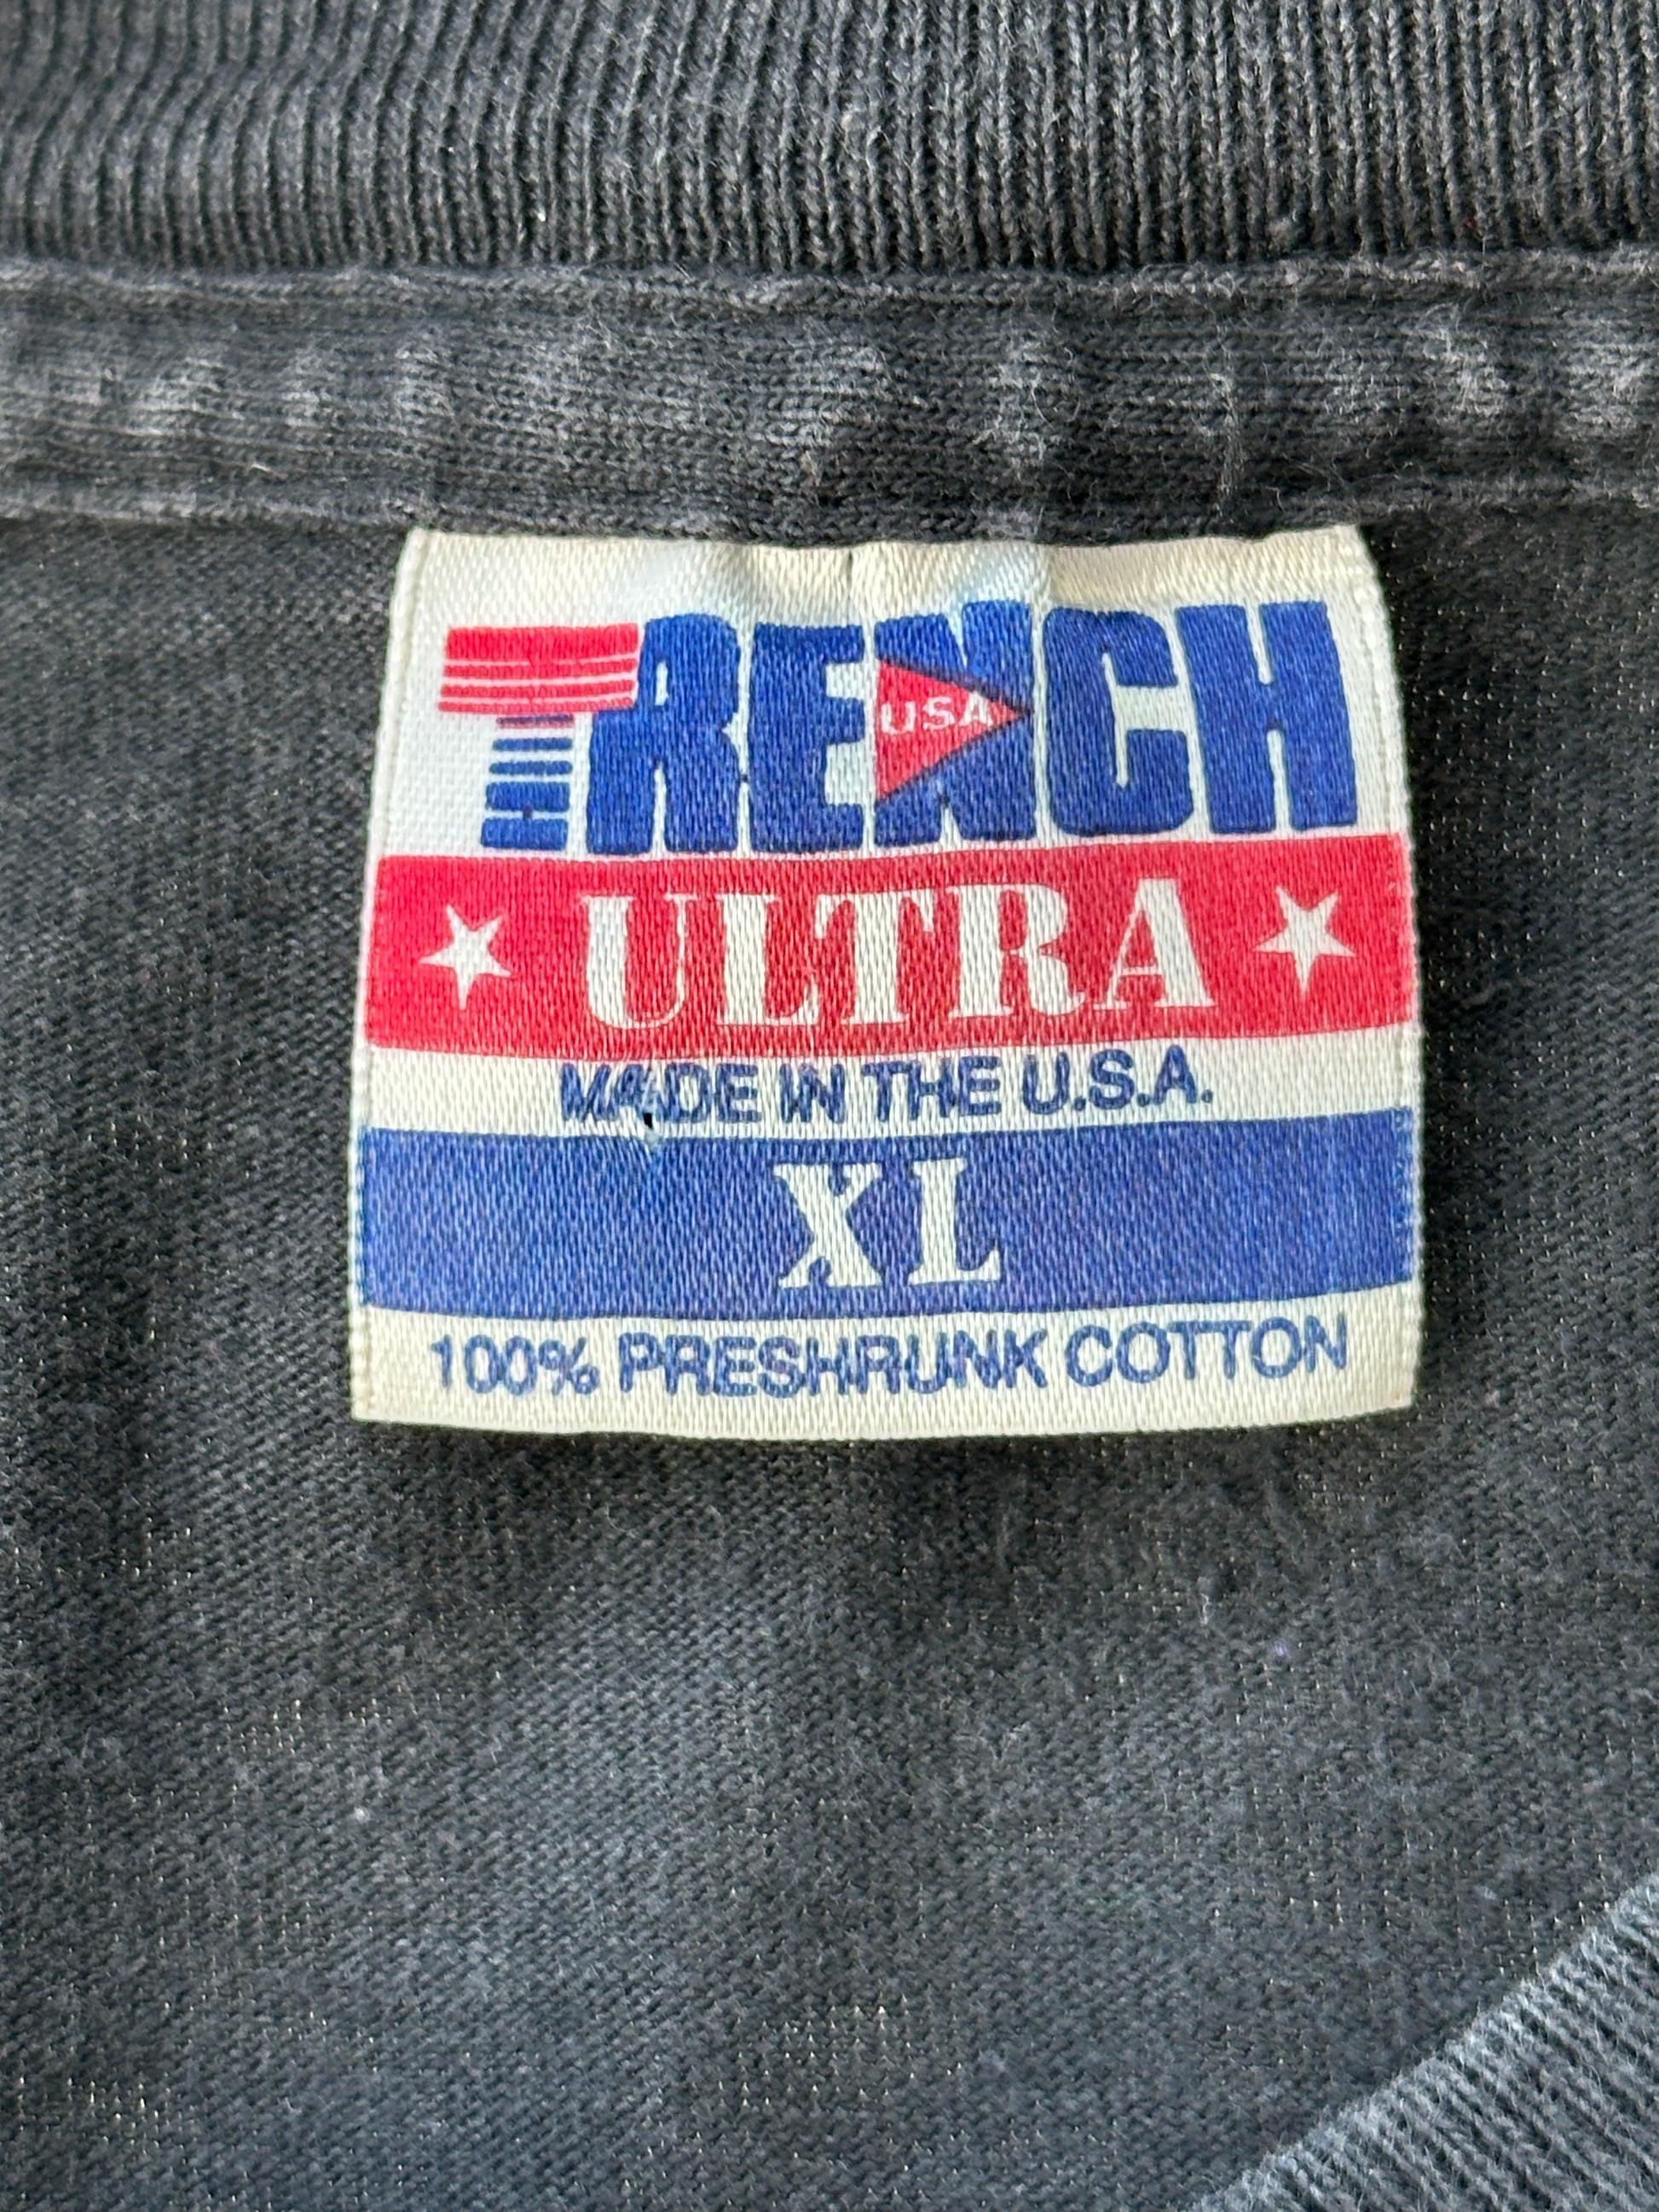 TRENCH
USA
ULTRA
MADE IN THE U.S.A.
XL
100% PRESHRUNK COTTON